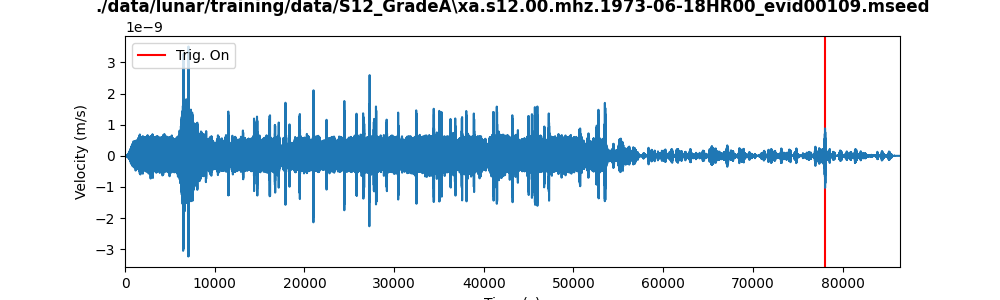 ./data/lunar/training/data/S12_GradeA\xa.s12.00.mhz.1973-06-18HR00_evid00109.mseed
1e−9
Trig. On
3
2
1
0
−1
−2
−3
Velocity (m/s)
0 10000 20000 30000 40000 50000 60000 70000 80000